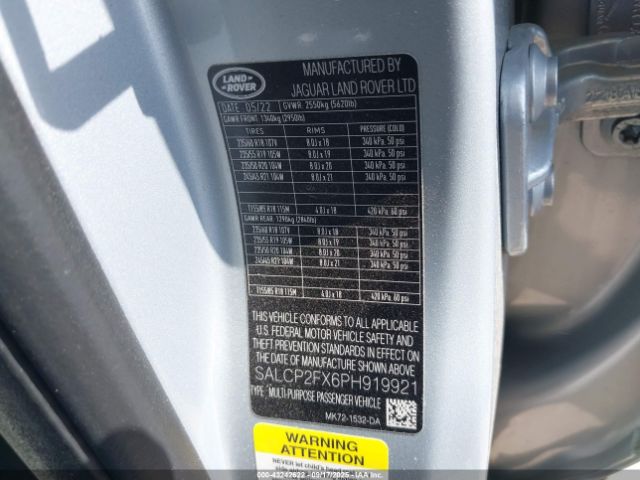 LAND ROVER
MANUFACTURED BY
JAGUAR LAND ROVER LTD
DATE 05/22 GVWR 2550kg (5620lb)
GAWR FRONT 1340kg (2950lb)
TIRES RIMS PRESSURE (COLD)
235/60 R18 107V 8.0J x 18 340 kPa, 50 psi
235/55 R19 105W 8.0J x 19 340 kPa, 50 psi
235/50 R20 104W 8.0J x 20 340 kPa, 50 psi
245/45 R21 104W 8.0J x 21 340 kPa, 50 psi
T155/85 R18 115M 4.0J x 18 420 kPa, 60 psi
GAWR REAR 1290kg (2840lb)
235/60 R18 107V 8.0J x 18 340 kPa, 50 psi
235/55 R19 105W 8.0J x 19 340 kPa, 50 psi
235/50 R20 104W 8.0J x 20 340 kPa, 50 psi
245/45 R21 104W 8.0J x 21 340 kPa, 50 psi
T155/85 R18 115M 4.0J x 18 420 kPa, 60 psi
THIS VEHICLE CONFORMS TO ALL APPLICABLE
U.S. FEDERAL MOTOR VEHICLE SAFETY AND
THEFT PREVENTION STANDARDS IN EFFECT ON
THE DATE OF MANUFACTURE SHOWN ABOVE.
SALCP2FX6PH919921
TYPE: MULTI-PURPOSE PASSENGER VEHICLE
MK72-1532-DA
WARNING
ATTENTION
NEVER let child's head
© 43242622 - 09/17/2025 - IAA Inc.